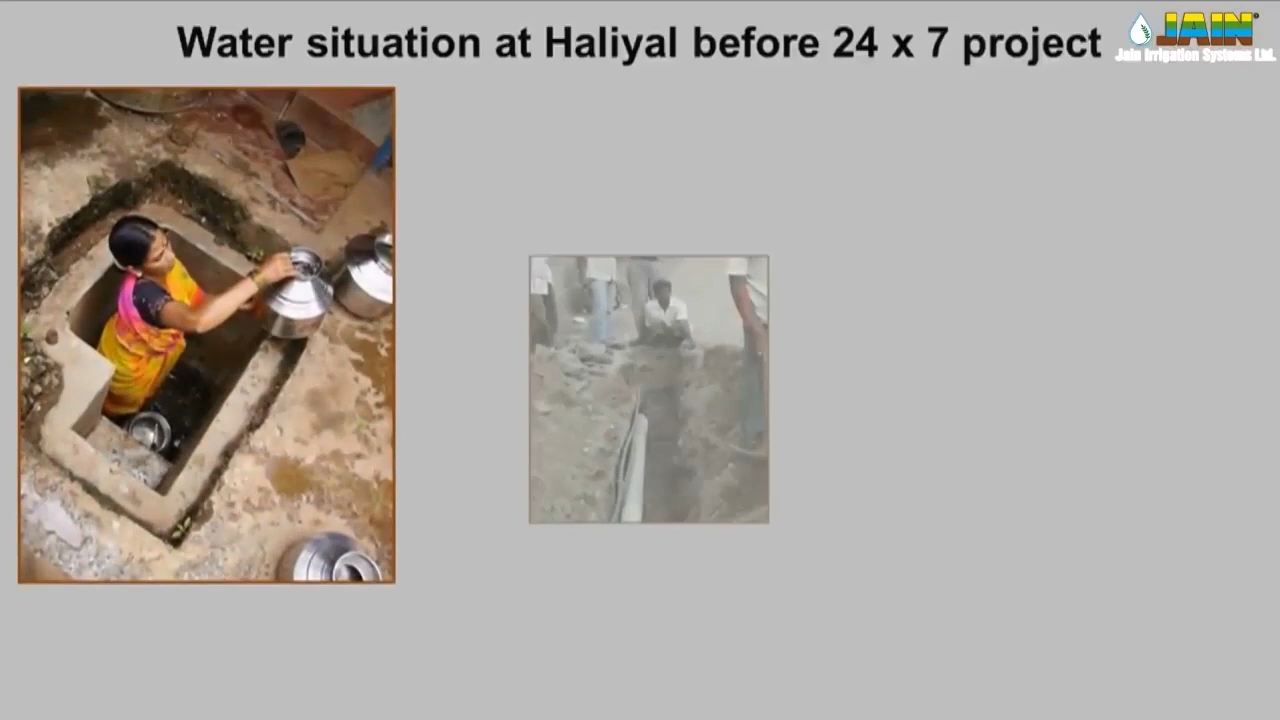 Water situation at Haliyal before 24 x 7 project
JAIN
Jain Irrigation Systems Ltd.